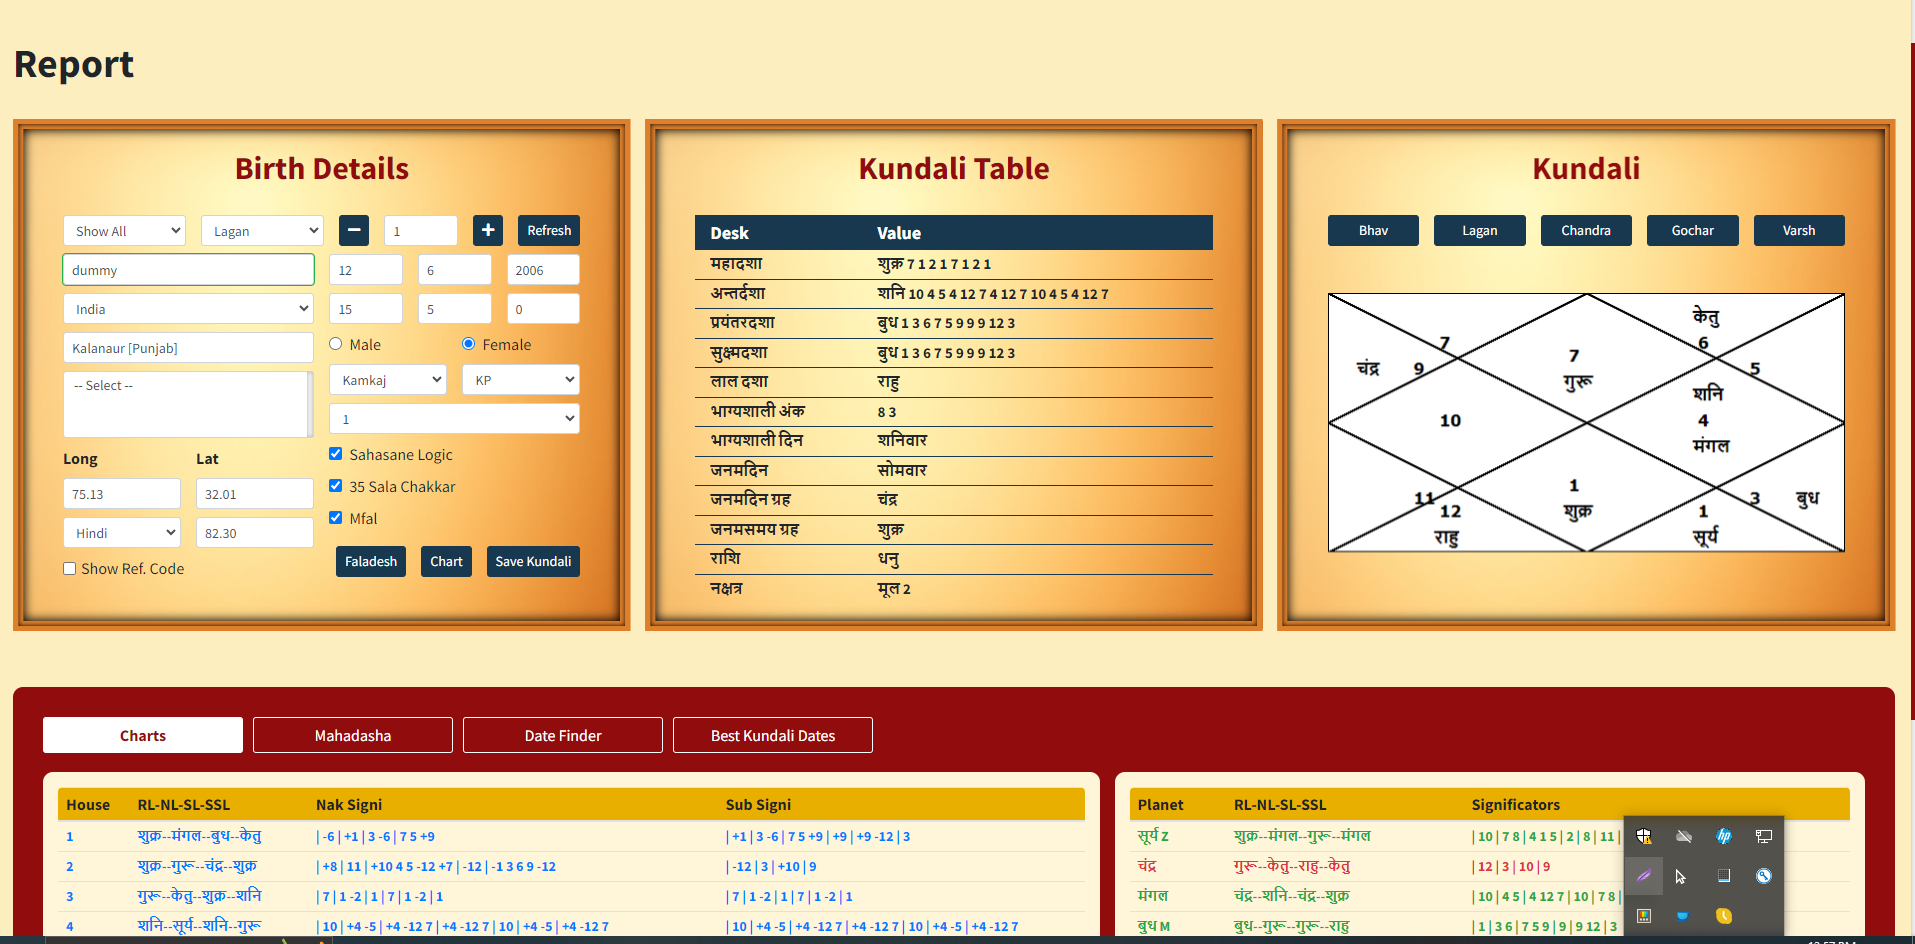 Report
Birth Details
Show All Lagan − 1 + Refresh
dummy 12 6 2006
India 15 5 0
Kalanaur [Punjab] Male Female
-- Select -- Kamkaj KP
1
Long Lat Sahasane Logic
75.13 32.01 35 Sala Chakkar
Hindi 82.30 Mfal
Show Ref. Code Faladesh Chart Save Kundali
Kundali Table
Desk Value
महादशा शुक्र 7 1 2 1 7 1 2 1
अन्तर्दशा शनि 10 4 5 4 12 7 4 12 7 10 4 5 4 12 7
प्रयंतरदशा बुध 1 3 6 7 5 9 9 9 12 3
सुक्ष्मदशा बुध 1 3 6 7 5 9 9 9 12 3
लाल दशा राहु
भाग्यशाली अंक 8 3
भाग्यशाली दिन शनिवार
जनमदिन सोमवार
जनमदिन ग्रह चंद्र
जनमसमय ग्रह शुक्र
राशि धनु
नक्षत्र मूल 2
Kundali
Bhav Lagan Chandra Gochar Varsh
केतु
7 7 6
चंद्र 9 गुरू 5
शनि
10 4
मंगल
11 1 3 बुध
12 शुक्र 1
राहु सूर्य
Charts Mahadasha Date Finder Best Kundali Dates
House RL-NL-SL-SSL Nak Signi Sub Signi
1 शुक्र--मंगल--बुध--केतु | -6 | +1 | 3 -6 | 7 5 +9 | +1 | 3 -6 | 7 5 +9 | +9 | +9 -12 | 3
2 शुक्र--गुरू--चंद्र--शुक्र | +8 | 11 | +10 4 5 -12 +7 | -12 | -1 3 6 9 -12 | -12 | 3 | +10 | 9
3 गुरू--केतु--शुक्र--शनि | 7 | 1 -2 | 1 | 7 | 1 -2 | 1 | 7 | 1 -2 | 1 | 7 | 1 -2 | 1
4 शनि--सूर्य--शनि--गुरू | 10 | +4 -5 | +4 -12 7 | +4 -12 7 | 10 | +4 -5 | +4 -12 7 | 10 | +4 -5 | +4 -12 7 | +4 -12 7 | 10 | +4 -5 | +4 -12 7
Planet RL-NL-SL-SSL Significators
सूर्य Z शुक्र--मंगल--गुरू--मंगल | 10 | 7 8 | 4 1 5 | 2 | 8 | 11 |
चंद्र गुरू--केतु--राहु--केतु | 12 | 3 | 10 | 9
मंगल चंद्र--शनि--चंद्र--शुक्र | 10 | 4 5 | 4 12 7 | 10 | 7 8 |
बुध M बुध--गुरू--गुरू--राहु | 1 | 3 6 | 7 5 9 | 9 | 9 12 | 3
hp